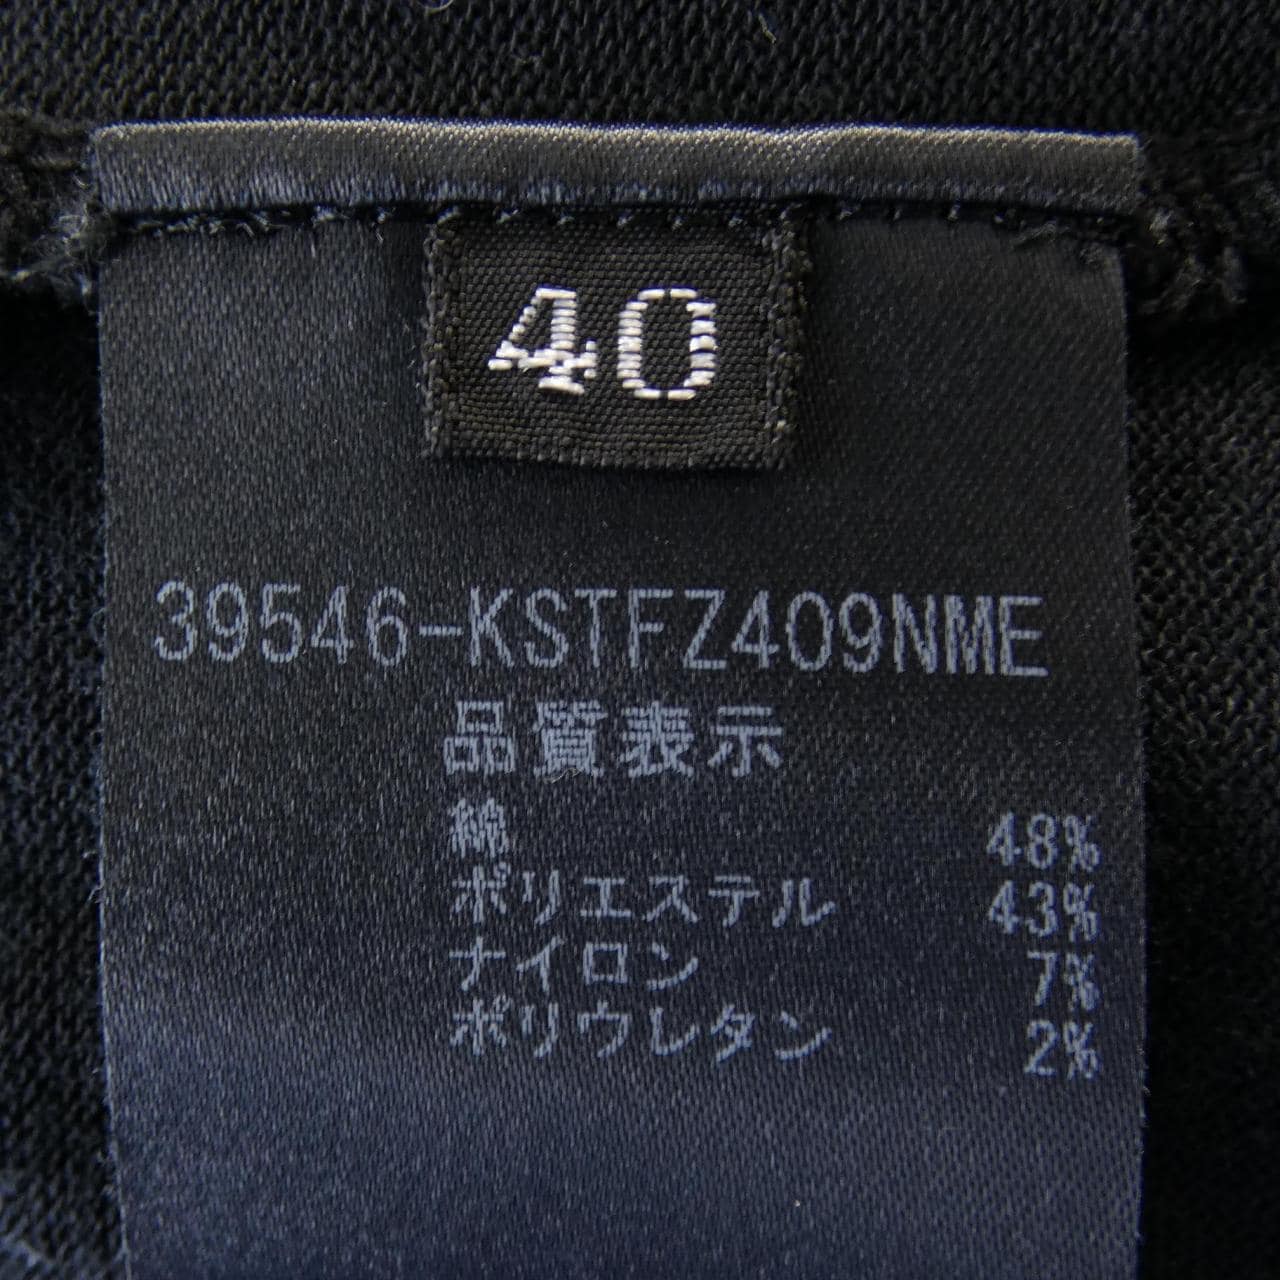 40
39546-KSTFZ409NME
品質表示
綿 48%
ポリエステル 43%
ナイロン 7%
ポリウレタン 2%